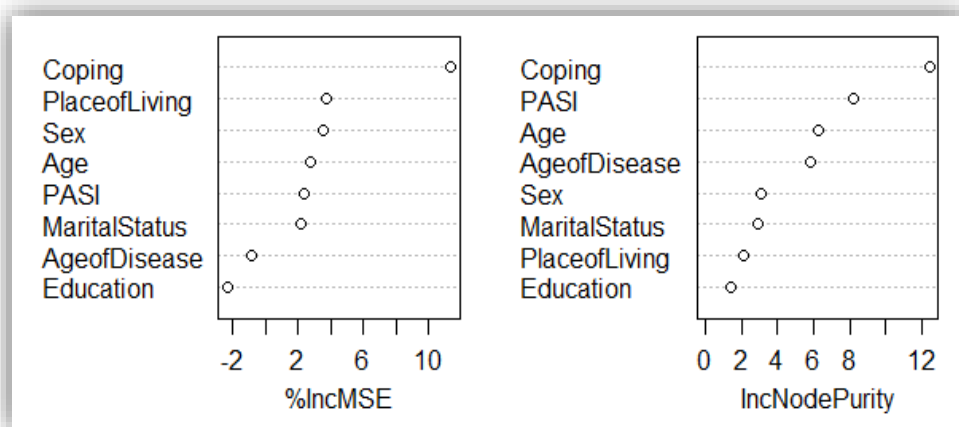 Coping
PlaceofLiving
Sex
Age
PASI
MaritalStatus
AgeofDisease
Education
-2 2 6 10
%IncMSE
Coping
PASI
Age
AgeofDisease
Sex
MaritalStatus
PlaceofLiving
Education
0 2 4 6 8 12
IncNodePurity